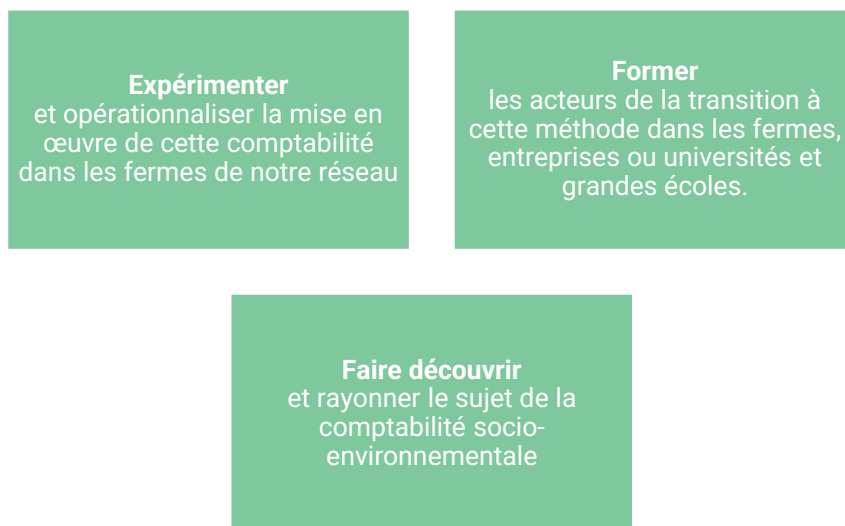 Expérimenter
et opérationnaliser la mise en
œuvre de cette comptabilité
dans les fermes de notre réseau
Former
les acteurs de la transition à
cette méthode dans les fermes,
entreprises ou universités et
grandes écoles.
Faire découvrir
et rayonner le sujet de la
comptabilité socio-
environnementale